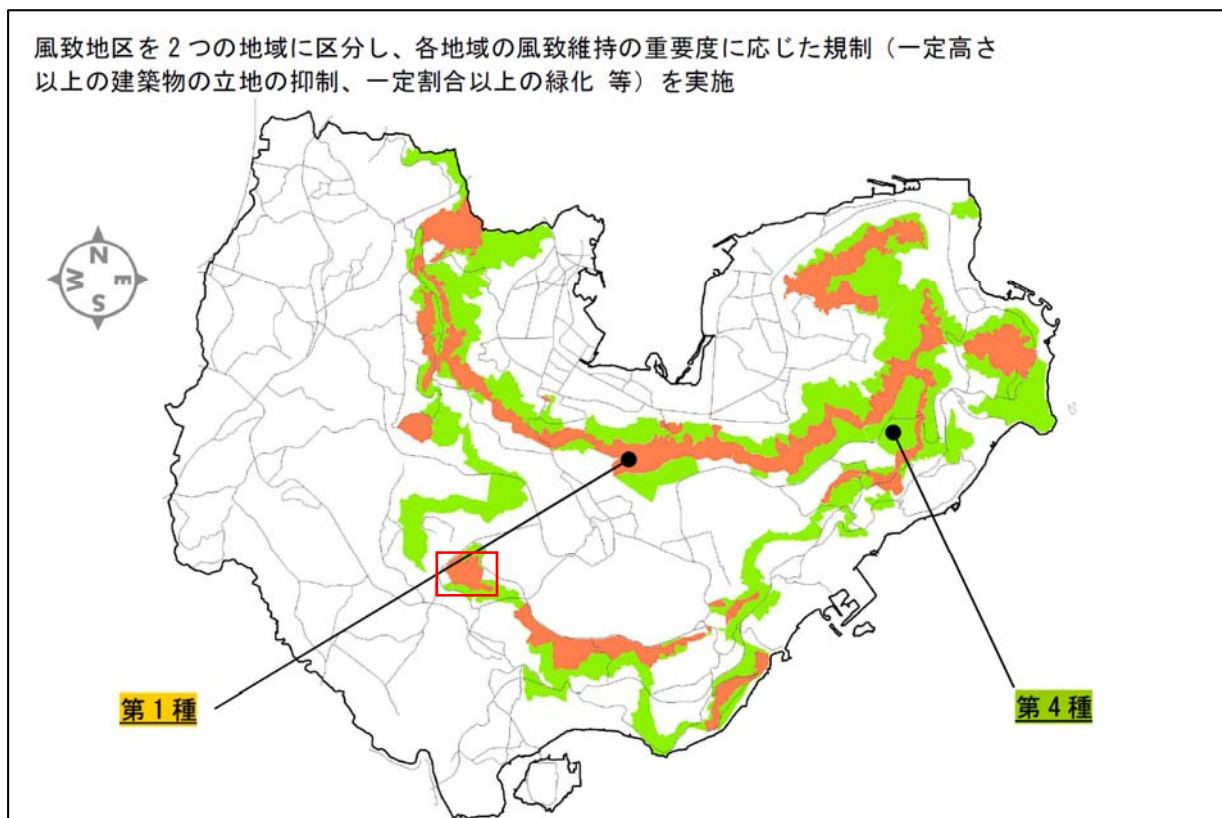 風致地区を2つの地域に区分し、各地域の風致維持の重要度に応じた規制（一定高さ
以上の建築物の立地の抑制、一定割合以上の緑化 等）を実施
N
W
E
S
第1種
第4種